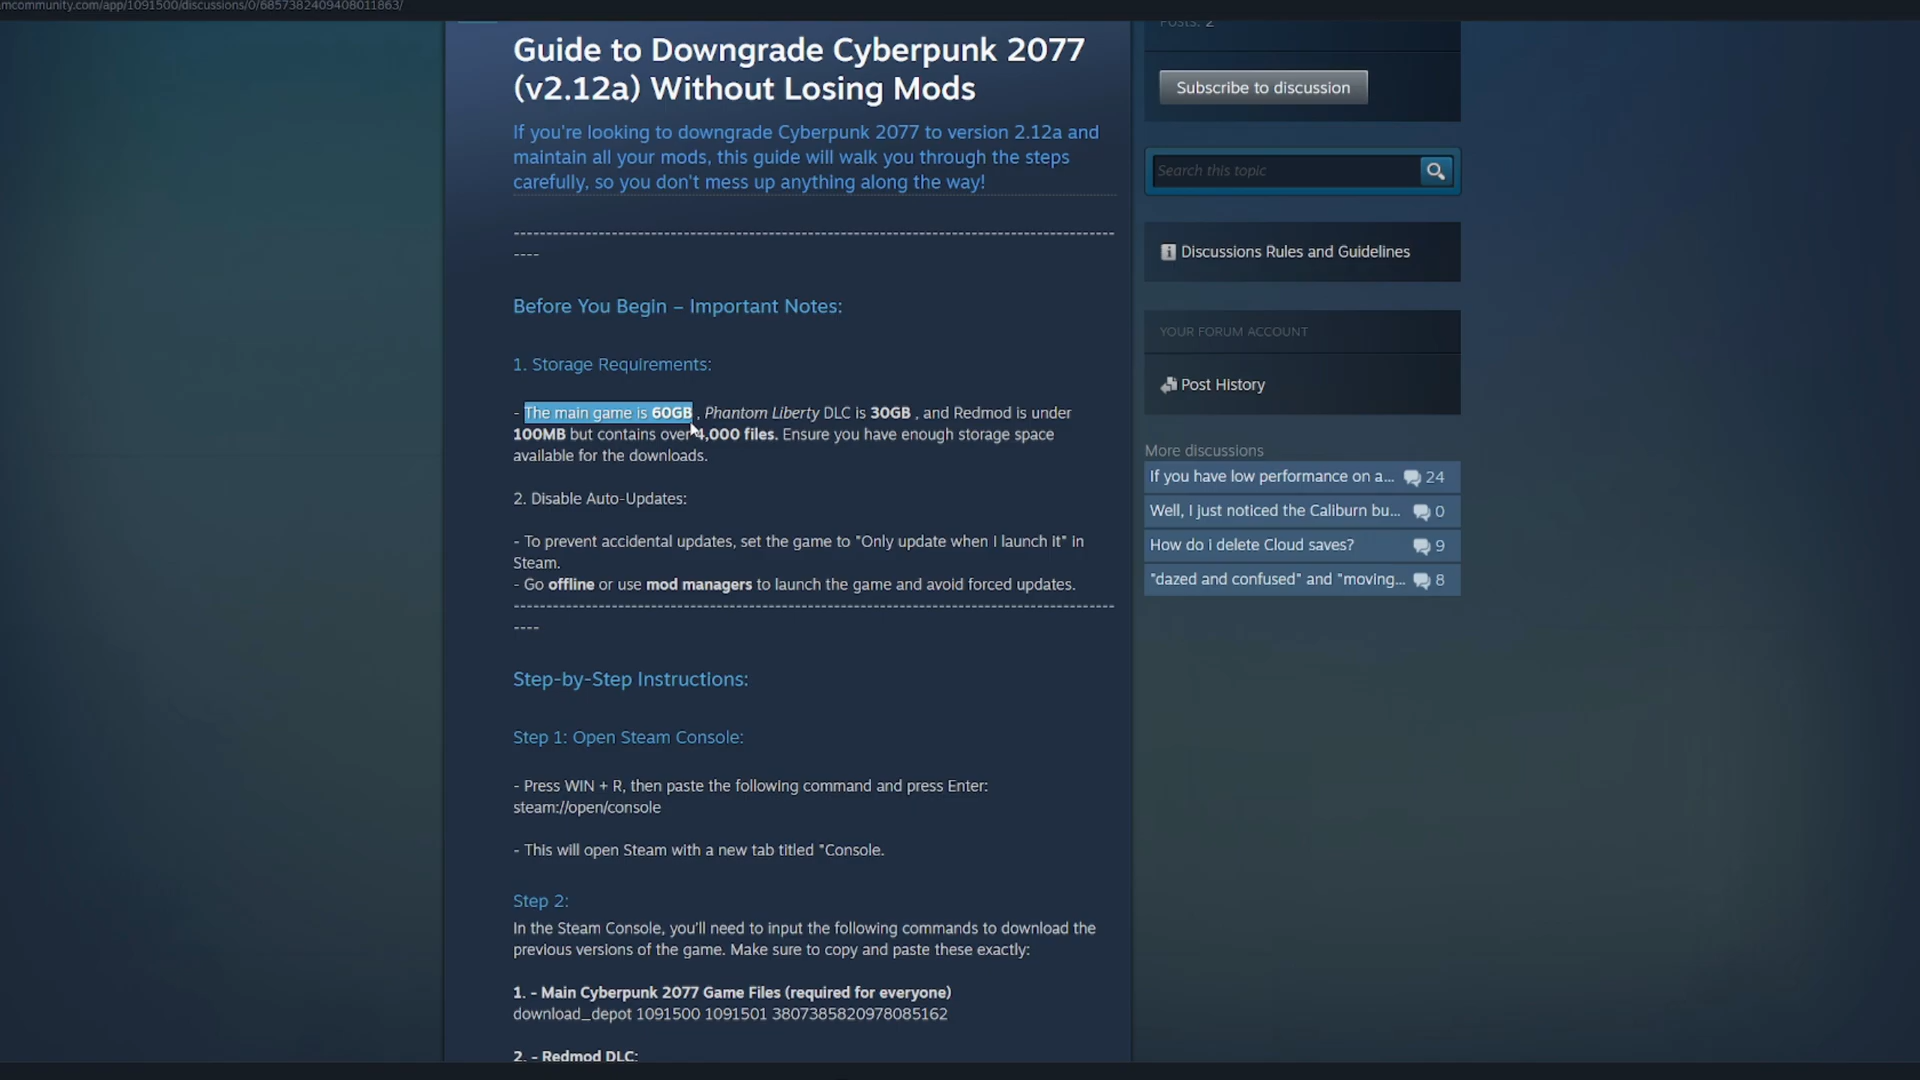 mcommunity.com/app/1091500/discussions/0/6857382409408011863/
Guide to Downgrade Cyberpunk 2077
(v2.12a) Without Losing Mods
If you're looking to downgrade Cyberpunk 2077 to version 2.12a and
maintain all your mods, this guide will walk you through the steps
carefully, so you don't mess up anything along the way!
--------------------------------------------------------------------------------------------
----
Before You Begin – Important Notes:
1. Storage Requirements:
- The main game is 60GB , Phantom Liberty DLC is 30GB , and Redmod is under
100MB but contains over 4,000 files. Ensure you have enough storage space
available for the downloads.
2. Disable Auto-Updates:
- To prevent accidental updates, set the game to "Only update when I launch it" in
Steam.
- Go offline or use mod managers to launch the game and avoid forced updates.
--------------------------------------------------------------------------------------------
----
Step-by-Step Instructions:
Step 1: Open Steam Console:
- Press WIN + R, then paste the following command and press Enter:
steam://open/console
- This will open Steam with a new tab titled "Console.
Step 2:
In the Steam Console, you'll need to input the following commands to download the
previous versions of the game. Make sure to copy and paste these exactly:
1. - Main Cyberpunk 2077 Game Files (required for everyone)
download_depot 1091500 1091501 3807385820978085162
2. - Redmod DLC:
Posts: 2
Subscribe to discussion
Search this topic
Discussions Rules and Guidelines
YOUR FORUM ACCOUNT
Post History
More discussions
If you have low performance on a... 24
Well, I just noticed the Caliburn bu... 0
How do i delete Cloud saves? 9
"dazed and confused" and "moving... 8